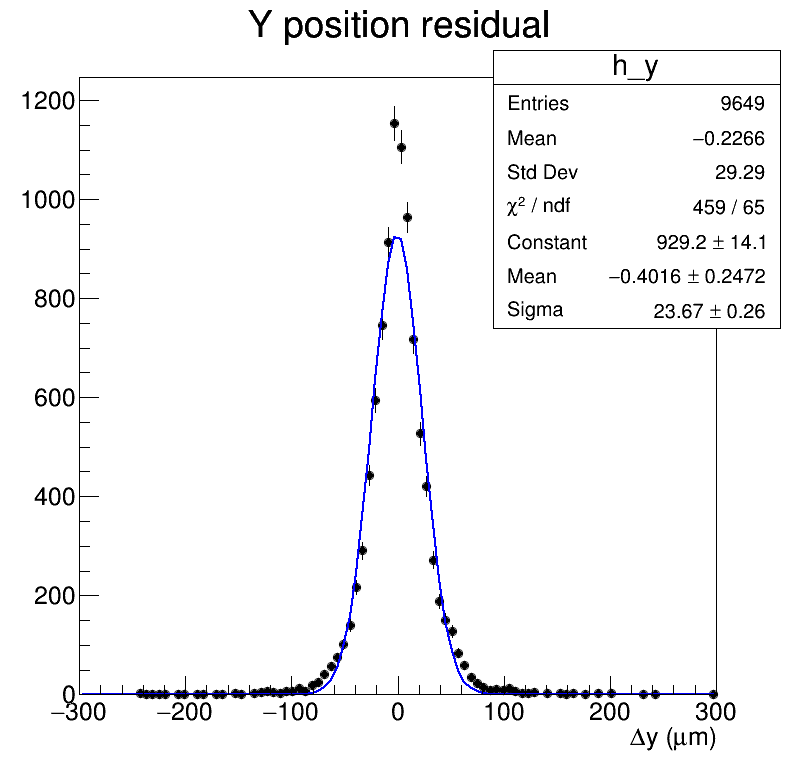 Y position residual
h_y
Entries 9649
Mean −0.2266
Std Dev 29.29
χ² / ndf 459 / 65
Constant 929.2 ± 14.1
Mean −0.4016 ± 0.2472
Sigma 23.67 ± 0.26
1200
1000
800
600
400
200
0
−300 −200 −100 0 100 200 300
Δy (μm)